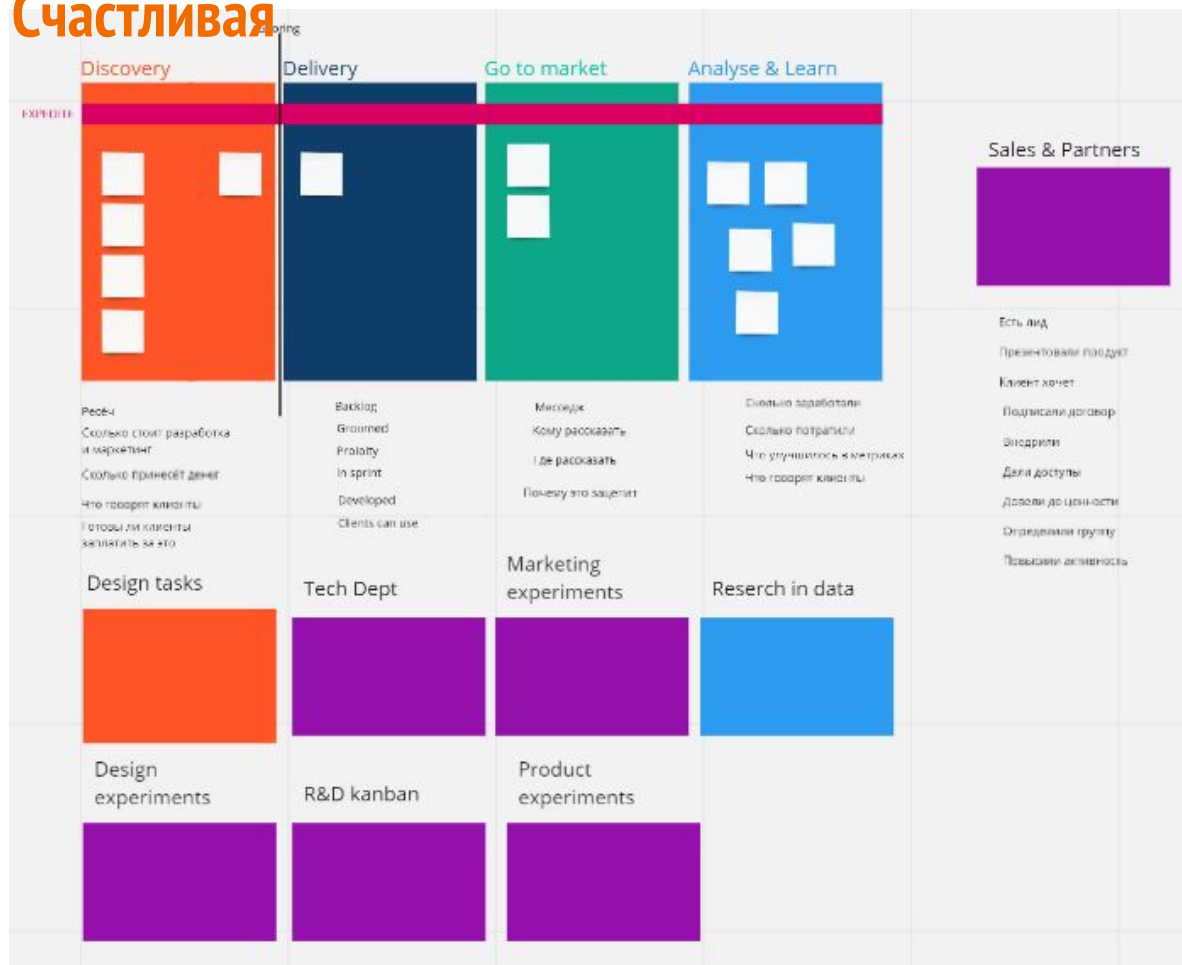 Счастливая
Discovery
Delivery
Go to market
Analyse & Learn
EXPEDITE
Sales & Partners
Есть лид
Презентовали продукт
Клиент хочет
Подписали договор
Внедрили
Дали доступы
Довели до ценности
Определили группу
Повысили активность
Ресёч
Сколько стоит разработка
и маркетинг
Сколько принесёт денег
Что говорят клиенты
Готовы ли клиенты
заплатить за это
Backlog
Groomed
In sprint
Developed
Clients can use
Месседж
Кому рассказать
Где рассказать
Почему это зацепит
Сколько заработали
Сколько потратили
Что улучшилось в метриках
Что говорят клиенты
Design tasks
Tech Dept
Marketing
experiments
Reserch in data
Design
experiments
R&D kanban
Product
experiments